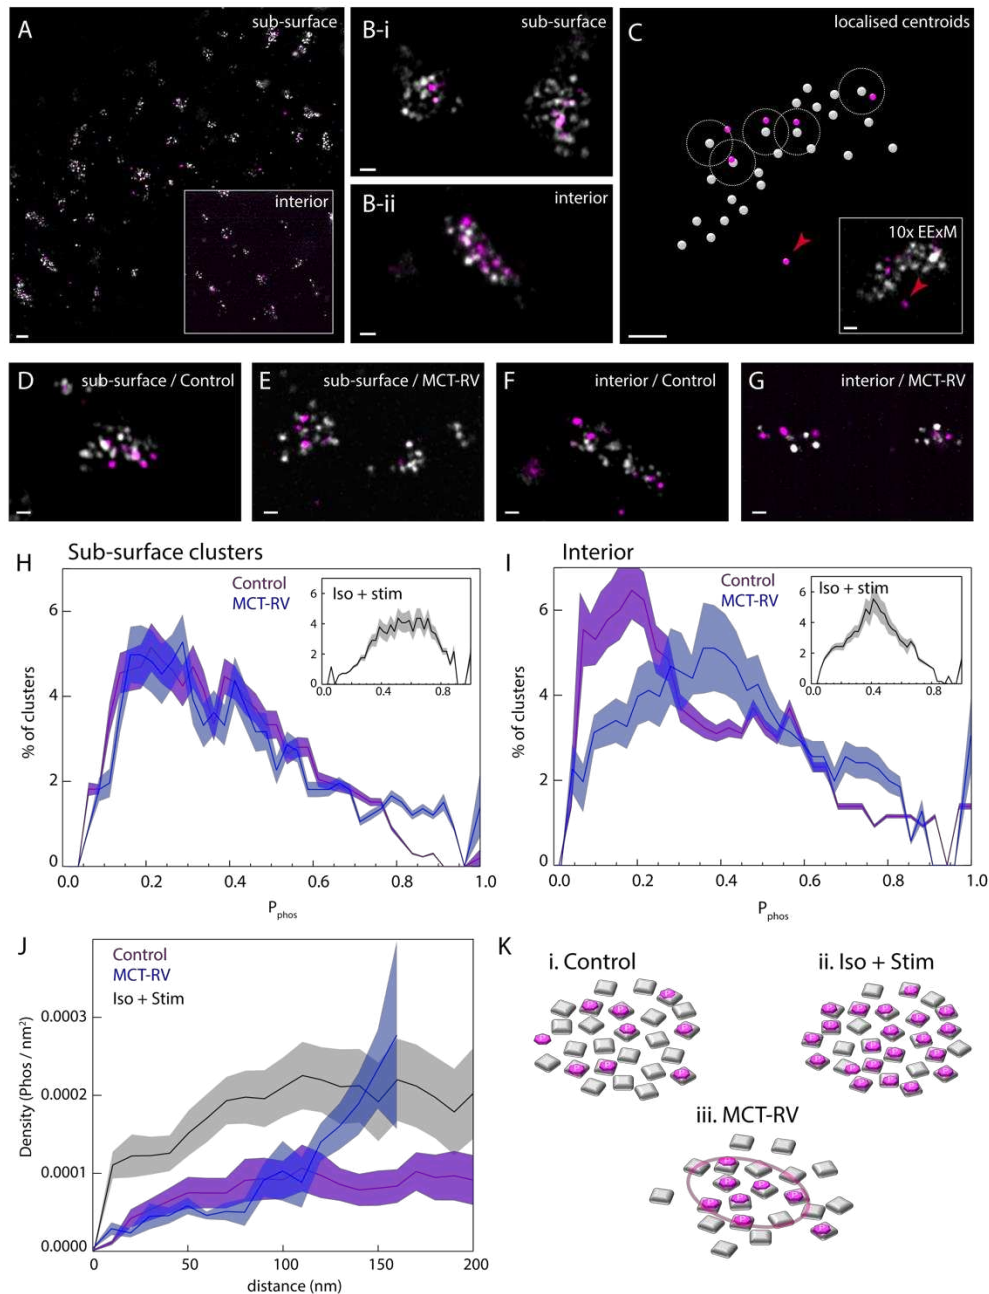 A
sub-surface
interior
B-i
sub-surface
B-ii
interior
C
localised centroids
10x EExM
D
sub-surface / Control
E
sub-surface / MCT-RV
F
interior / Control
G
interior / MCT-RV
H
Sub-surface clusters
Control
MCT-RV
Iso + stim
6
4
2
0
0.4
0.8
6
4
2
0
% of clusters
0.0
0.2
0.4
0.6
0.8
1.0
P phos
I
Interior
Control
MCT-RV
Iso + stim
6
4
2
0
0.0
0.4
0.8
6
4
2
0
% of clusters
0.0
0.2
0.4
0.6
0.8
1.0
P phos
J
Control
MCT-RV
Iso + Stim
0.0003
0.0002
0.0001
0.0000
Density (Phos / nm²)
0
50
100
150
200
distance (nm)
K
i. Control
ii. Iso + Stim
iii. MCT-RV